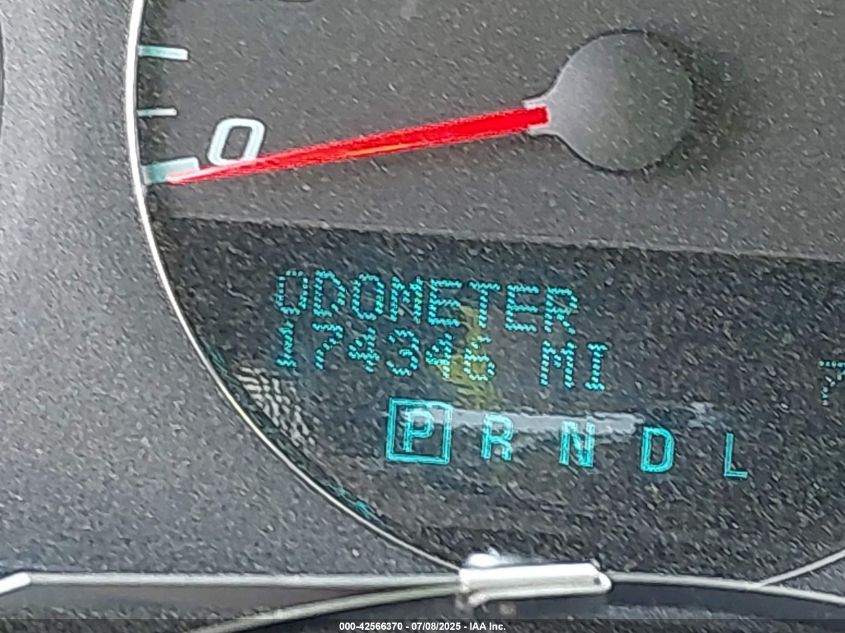 0
ODOMETER
174346 MI
P R N D L
000-42566370 - 07/08/2025 - IAA Inc.